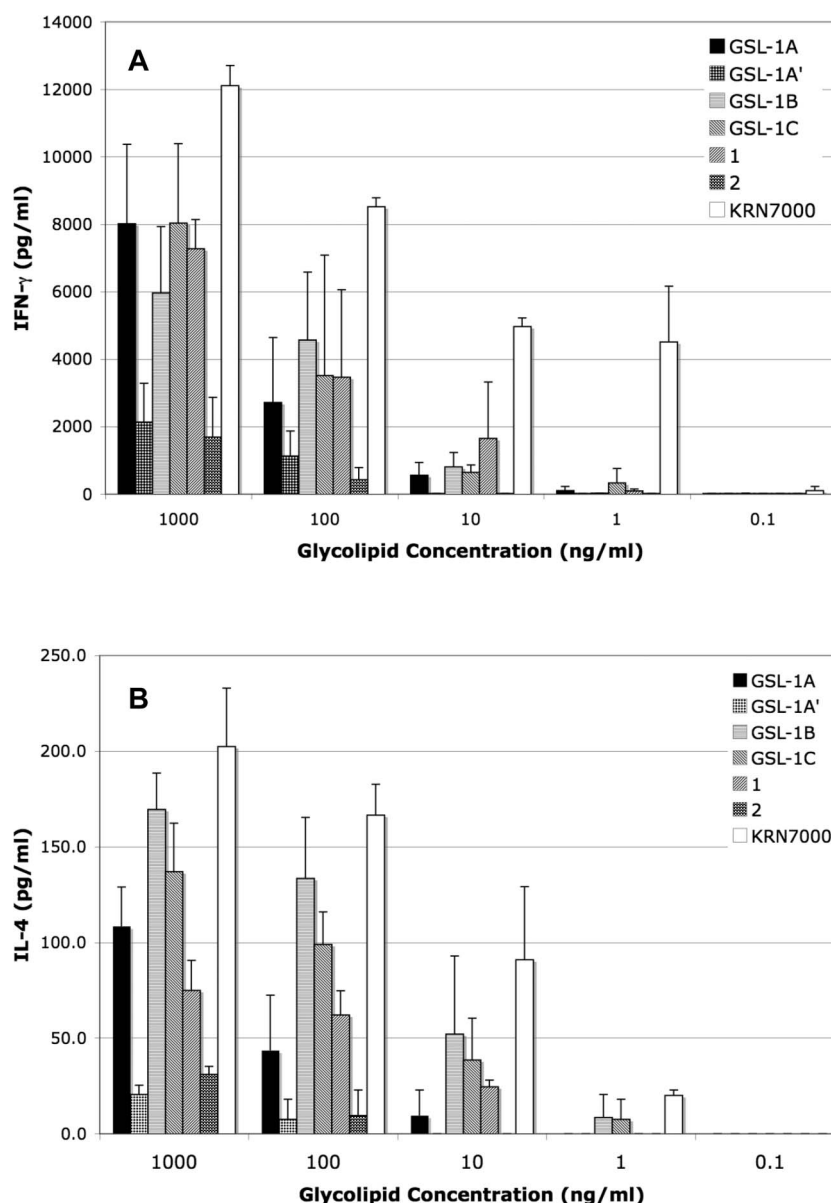 A
14000
12000
10000
8000
6000
4000
2000
0
IFN-γ (pg/ml)
GSL-1A
GSL-1A'
GSL-1B
GSL-1C
1
2
KRN7000
1000 100 10 1 0.1
Glycolipid Concentration (ng/ml)
B
250.0
200.0
150.0
100.0
50.0
0.0
IL-4 (pg/ml)
GSL-1A
GSL-1A'
GSL-1B
GSL-1C
1
2
KRN7000
1000 100 10 1 0.1
Glycolipid Concentration (ng/ml)